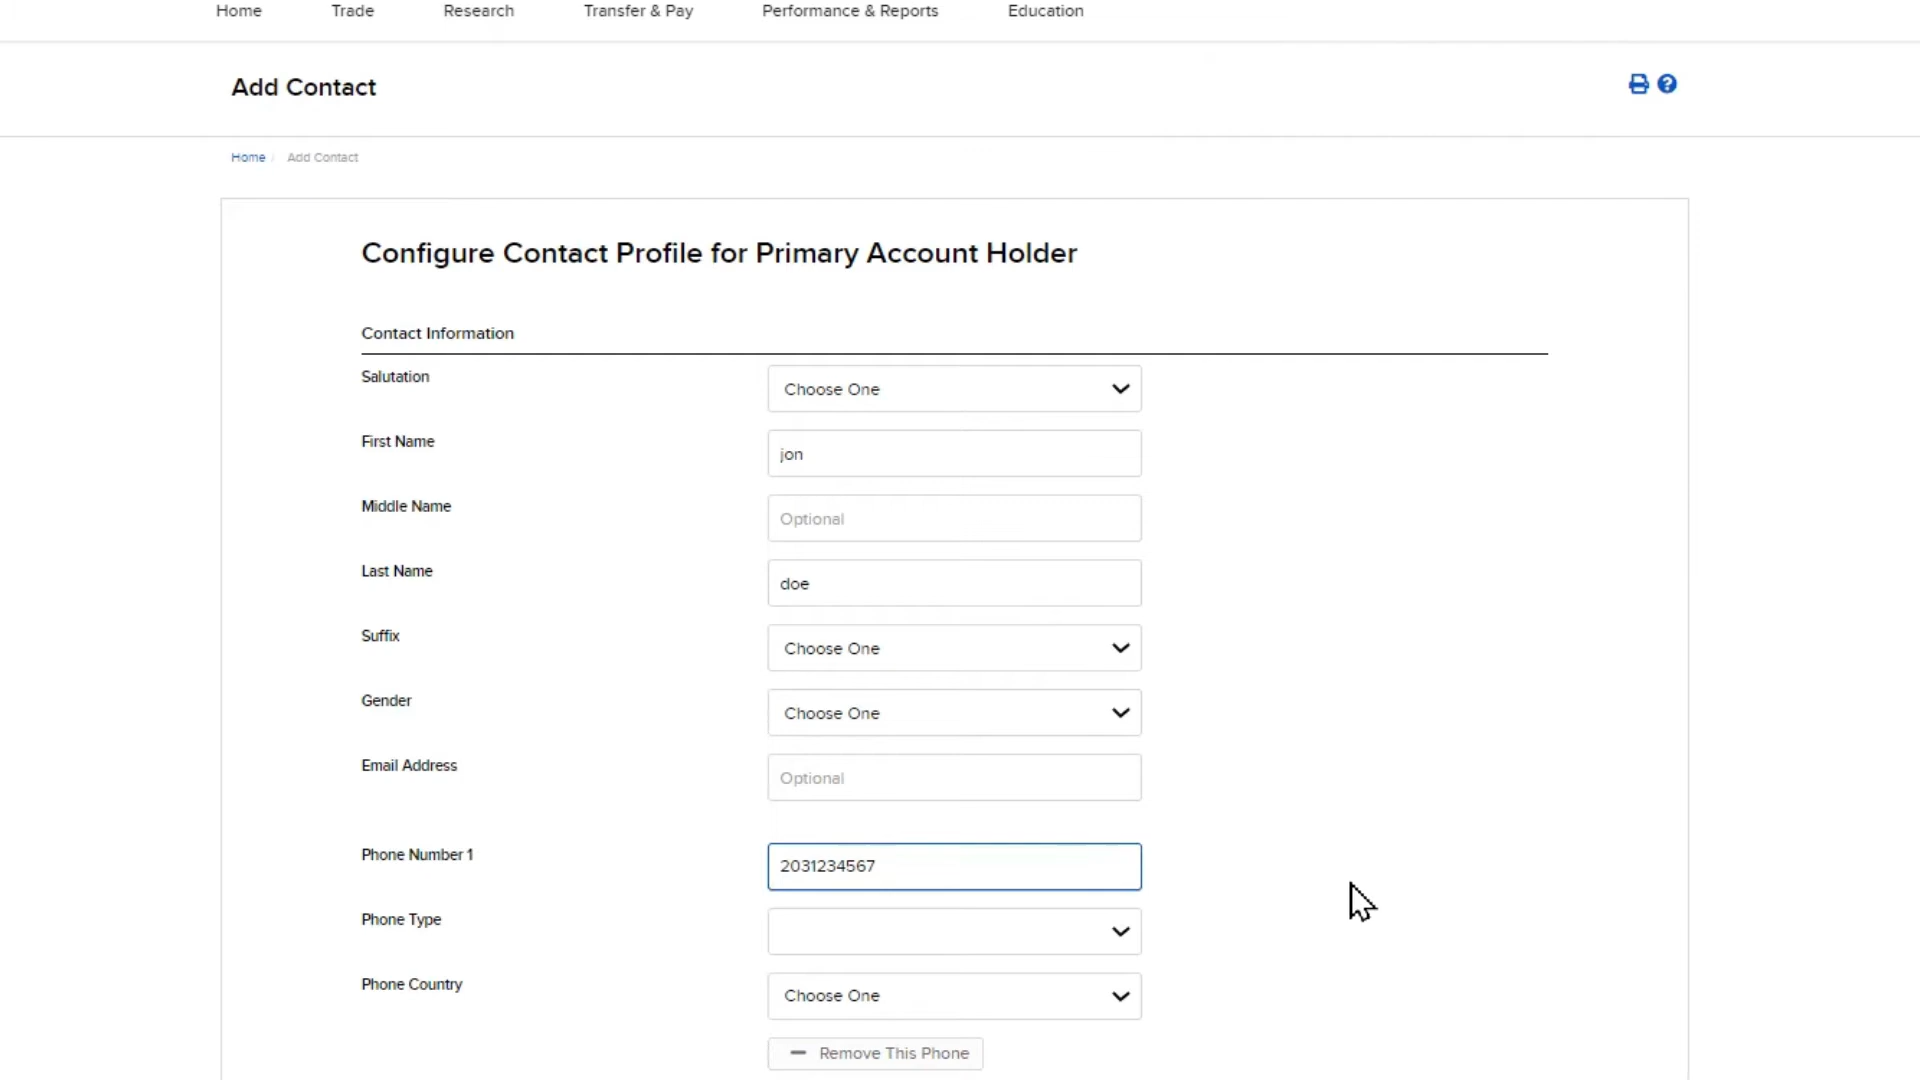 Home Trade Research Transfer & Pay Performance & Reports Education
Add Contact
Home / Add Contact
Configure Contact Profile for Primary Account Holder
Contact Information
Salutation Choose One
First Name jon
Middle Name Optional
Last Name doe
Suffix Choose One
Gender Choose One
Email Address Optional
Phone Number 1 2031234567
Phone Type
Phone Country Choose One
Remove This Phone